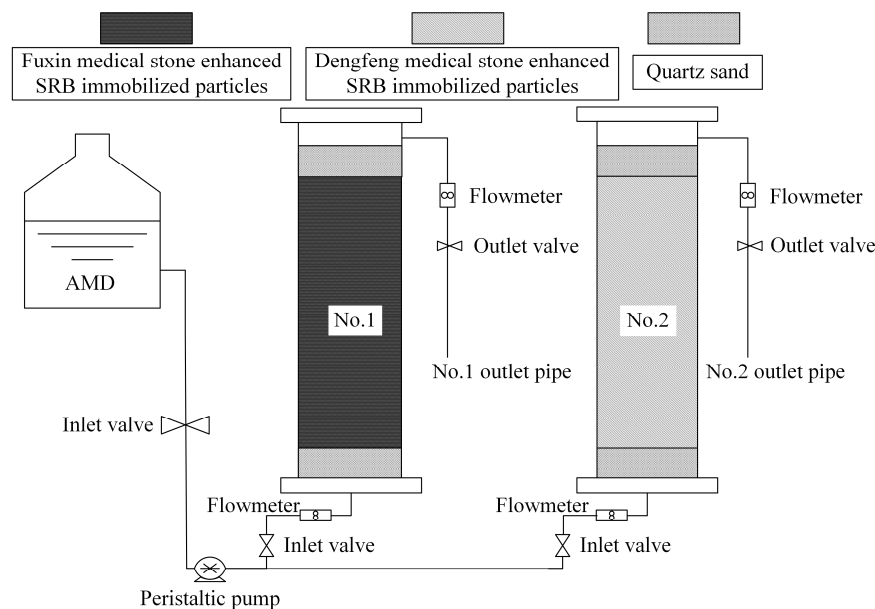 Fuxin medical stone enhanced
SRB immobilized particles
Dengfeng medical stone enhanced
SRB immobilized particles
Quartz sand
AMD
Flowmeter
Outlet valve
No.1
No.1 outlet pipe
Flowmeter
Outlet valve
No.2
No.2 outlet pipe
Inlet valve
Flowmeter
Inlet valve
Flowmeter
Inlet valve
Peristaltic pump